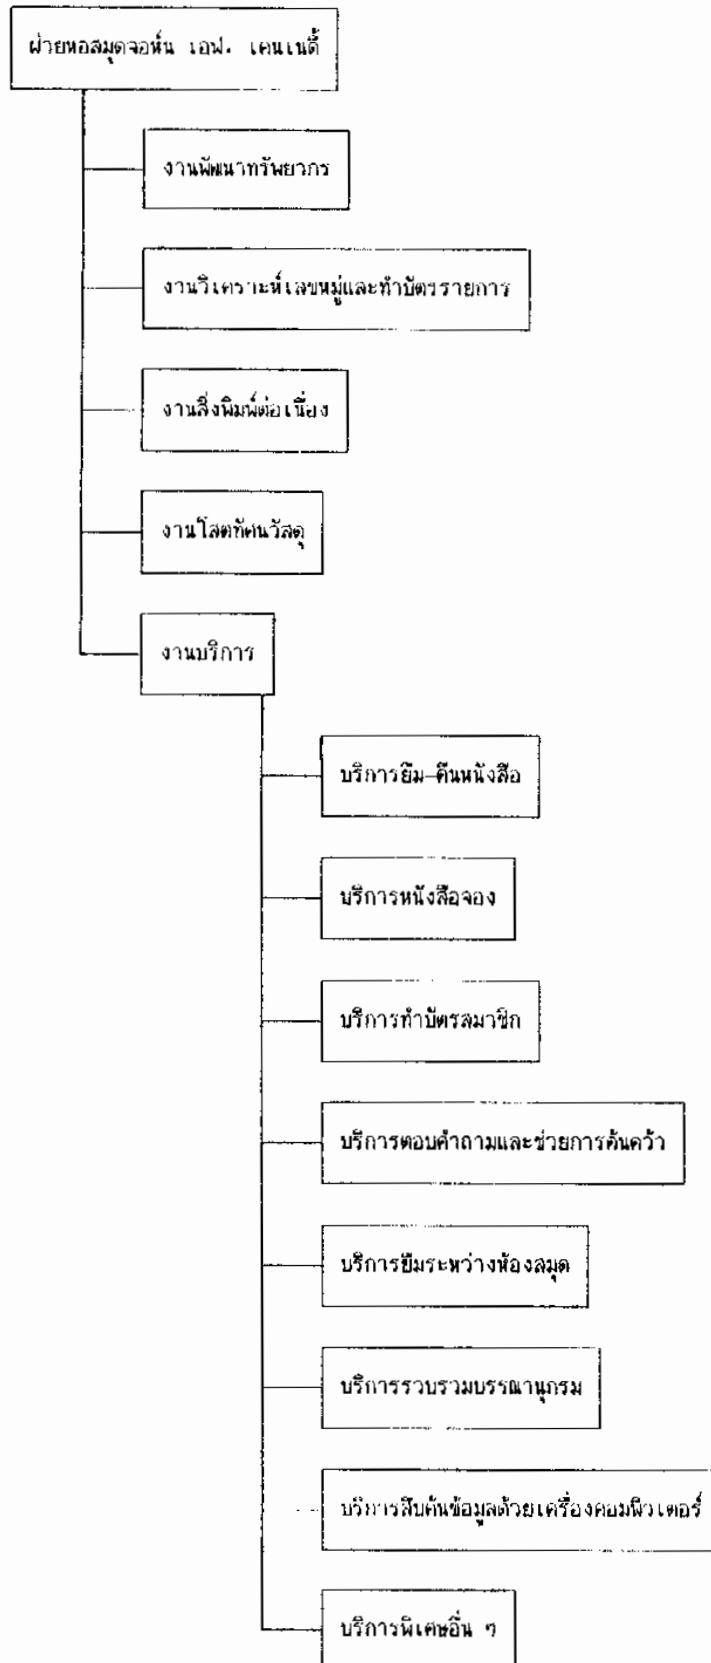 ฝ่ายหอสมุดจอห์น เอฟ. เคนเนดี้
งานพัฒนาทรัพยากร
งานวิเคราะห์เลขหมู่และทำบัตรรายการ
งานสิ่งพิมพ์ต่อเนื่อง
งานโสตทัศนวัสดุ
งานบริการ
บริการยืม-คืนหนังสือ
บริการหนังสือจอง
บริการทำบัตรสมาชิก
บริการตอบคำถามและช่วยการค้นคว้า
บริการยืมระหว่างห้องสมุด
บริการรวบรวมบรรณานุกรม
บริการสืบค้นข้อมูลด้วยเครื่องคอมพิวเตอร์
บริการพิเศษอื่น ๆ